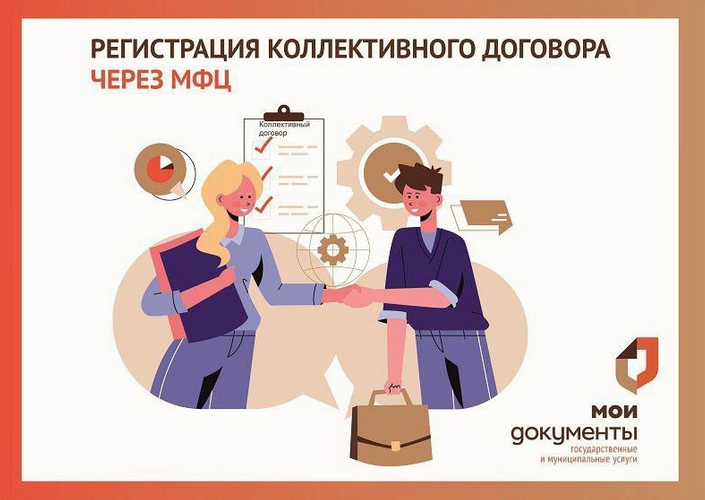 РЕГИСТРАЦИЯ КОЛЛЕКТИВНОГО ДОГОВОРА
ЧЕРЕЗ МФЦ
Коллективный
договор
мои
документы
государственные
и муниципальные услуги